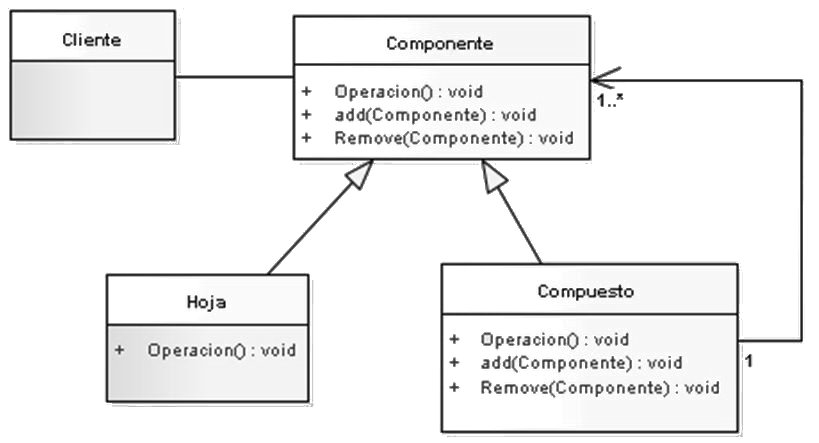 Cliente
Componente
+ Operacion() : void
+ add(Componente) : void
+ Remove(Componente) : void
1..*
Hoja
+ Operacion() : void
Compuesto
+ Operacion() : void
+ add(Componente) : void
+ Remove(Componente) : void
1